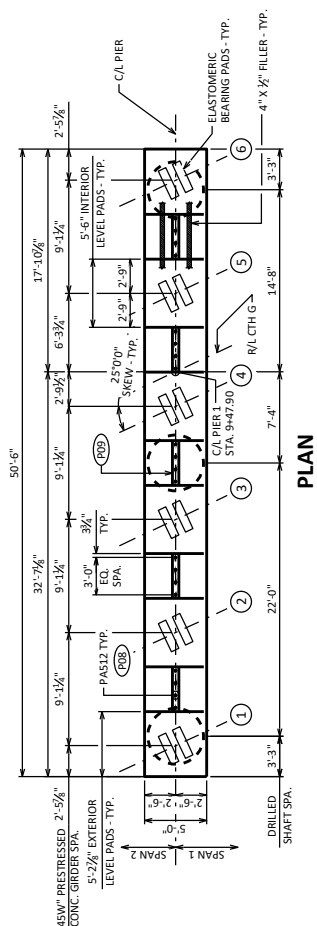 50'-6"
32'-7⅞"
17'-10⅛"
45W" PRESTRESSED
CONC. GIRDER SPA.
2'-5⅞"
9'-1¼"
9'-1¼"
9'-1¼"
2'-9½"
6'-3¾"
9'-1¼"
2'-5⅞"
5'-2⅞" EXTERIOR
LEVEL PADS - TYP.
PA512 TYP.
P08
3'-0"
EQ.
SPA.
3¾"
TYP.
P09
25°0'0"
SKEW - TYP.
5'-6" INTERIOR
LEVEL PADS - TYP.
2'-9"
2'-9"
C/L PIER
ELASTOMERIC
BEARING PADS - TYP.
4" X ½" FILLER - TYP.
SPAN 2
SPAN 1
5'-0"
2'-6"
2'-6"
1
2
3
4
5
6
C/L PIER 1
STA. 9+47.90
R/L CTH G
DRILLED
SHAFT SPA.
3'-3"
22'-0"
7'-4"
14'-8"
3'-3"
PLAN